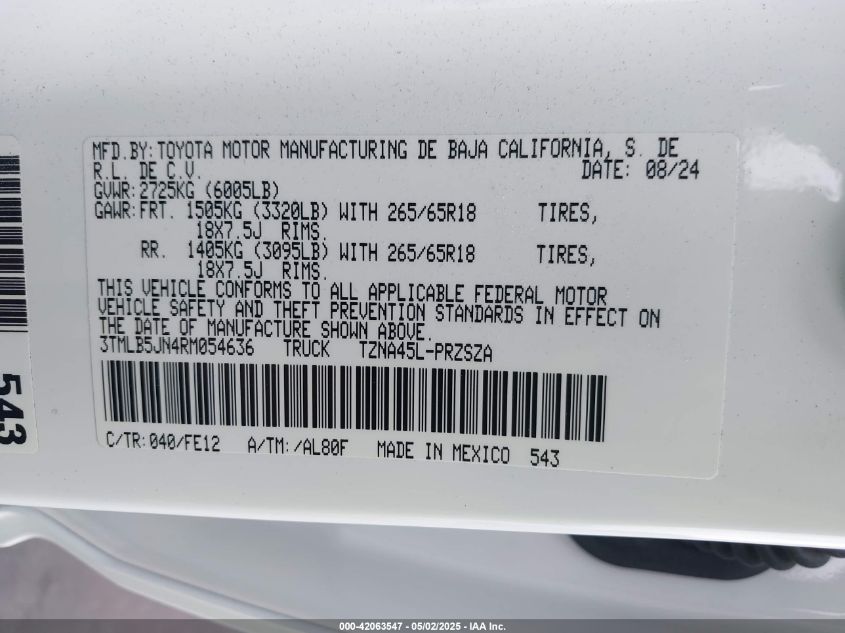 MFD.BY:TOYOTA MOTOR MANUFACTURING DE BAJA CALIFORNIA, S. DE
R.L. DE C.V. DATE: 08/24
GVWR:2725KG (6005LB)
GAWR:FRT. 1505KG (3320LB) WITH 265/65R18 TIRES,
18X7.5J RIMS.
RR. 1405KG (3095LB) WITH 265/65R18 TIRES,
18X7.5J RIMS.
THIS VEHICLE CONFORMS TO ALL APPLICABLE FEDERAL MOTOR
VEHICLE SAFETY AND THEFT PREVENTION STANDARDS IN EFFECT ON
THE DATE OF MANUFACTURE SHOWN ABOVE.
3TMLB5JN4RM054636 TRUCK TZNA45L-PRZSZA
C/TR:040/FE12 A/TM:/AL80F MADE IN MEXICO 543
543
000-42063547 - 05/02/2025 - IAA Inc.